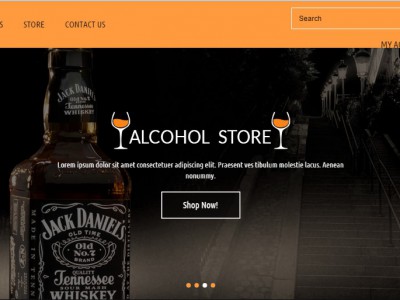 S
STORE
CONTACT US
Search
MY A
ALCOHOL STORE
Lorem ipsum dolor sit amet consectetuer adipiscing elit. Praesent ves tibulum molestie lacus. Aenean
nonummy.
Shop Now!
JACK DANIEL'S
Tennessee
WHISKEY
JACK DANIEL'S
OLD TIME
Old
No.7
BRAND
QUALITY
Tennessee
SOUR MASH
WHISKEY